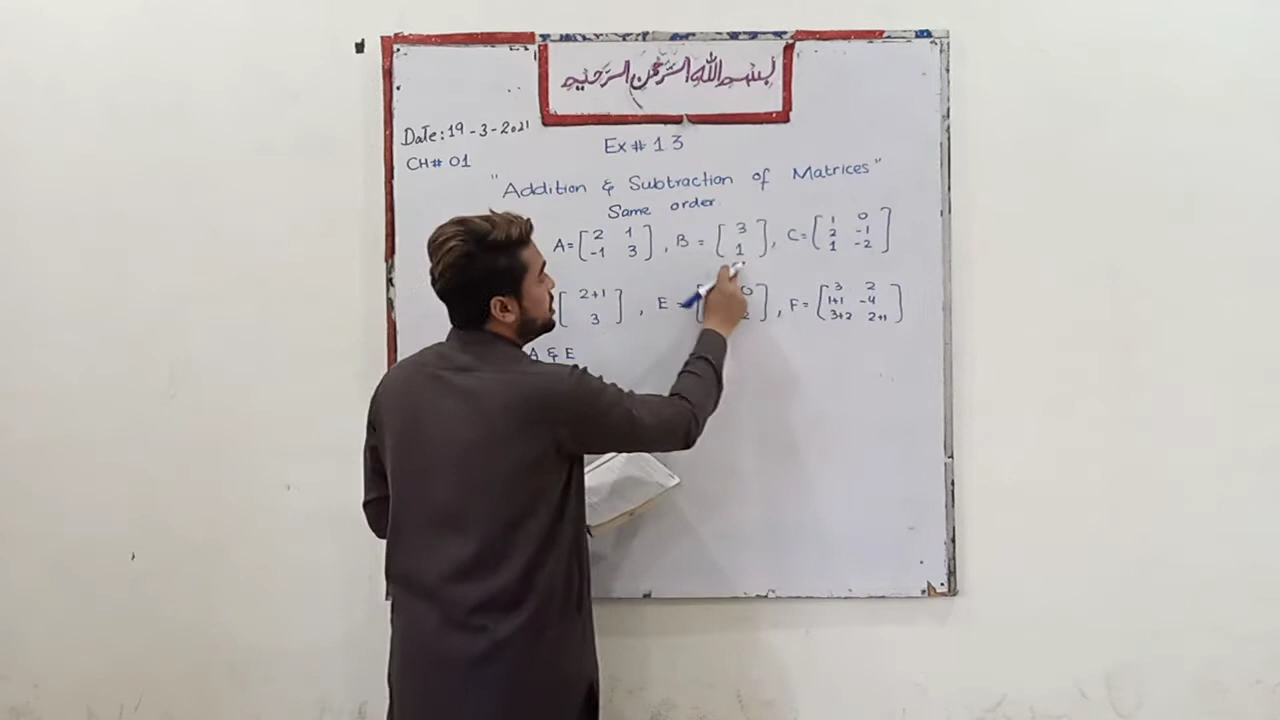 بسم الله الرحمن الرحيم
Date: 19-3-2021
CH# 01
Ex# 13
"Addition & Subtraction of Matrices"
Same order
A = [ 2 1 ] , B = [ 3 ] , C = [ 1 0 ]
-1 3 1 2 -1
1 -2
[ 2+1 ] , E = [ 0 ] , F = [ 3 2 ]
3 2 1+1 -4
3+2 2+1
A & E